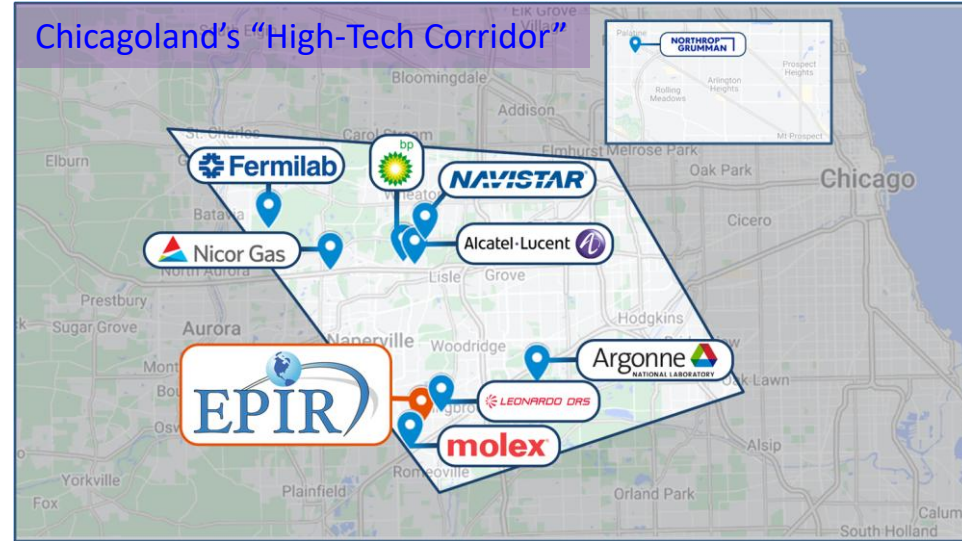 Chicagoland's "High-Tech Corridor"
Elk Grove
Bloomingdale
Addison
Palatine
NORTHROP
GRUMMAN
Prospect
Heights
Arlington
Heights
Rolling
Meadows
Mt Prospect
St. Charles
Carol Stream
bp
Elburn
Fermilab
NAVISTAR
Elmhurst
Melrose Park
Oak Park
Chicago
Wheaton
Batavia
Cicero
Nicor Gas
Alcatel·Lucent
North Aurora
Lisle
Grove
Prestbury
Sugar Grove
Aurora
Hodgkins
Naperville
Woodridge
Argonne
NATIONAL LABORATORY
Oak Lawn
EPIR
LEONARDO DRS
molex
Alsip
Romeoville
Yorkville
Plainfield
Orland Park
Fox
Calum
South Holland